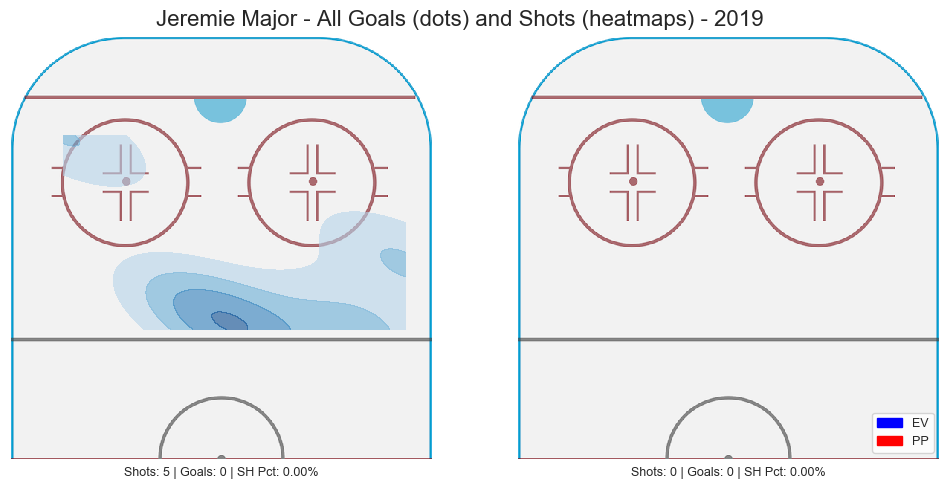 Jeremie Major - All Goals (dots) and Shots (heatmaps) - 2019
EV
PP
Shots: 5 | Goals: 0 | SH Pct: 0.00%
Shots: 0 | Goals: 0 | SH Pct: 0.00%